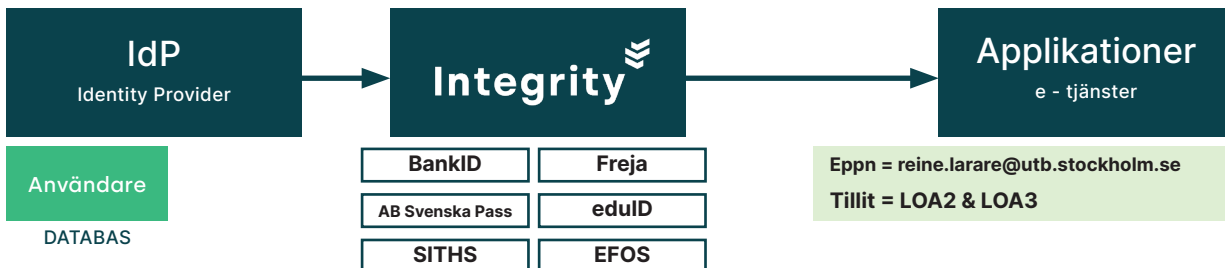 IdP
Identity Provider
Integrity
Applikationer
e - tjänster
Användare
DATABAS
BankID
Freja
AB Svenska Pass
eduID
SITHS
EFOS
Eppn = reine.larare@utb.stockholm.se
Tillit = LOA2 & LOA3